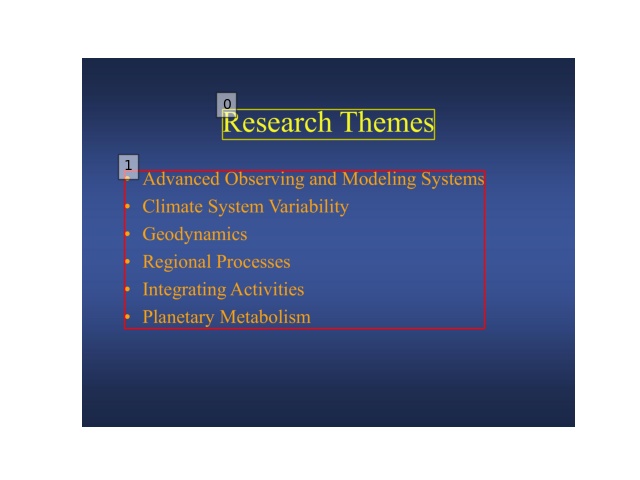 0
Research Themes
1
• Advanced Observing and Modeling Systems
• Climate System Variability
• Geodynamics
• Regional Processes
• Integrating Activities
• Planetary Metabolism